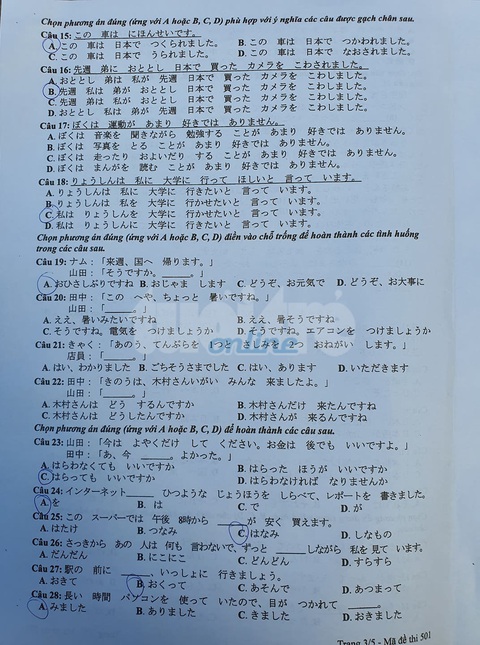 Chọn phương án đúng (ứng với A hoặc B, C, D) phù hợp với ý nghĩa các câu được gạch chân sau.
Câu 15: この 車は にほんせいです。
A. この 車は 日本で つくられました。 B. この 車は 日本で つかわれました。
C. この 車は 日本で うられました。 D. この 車は 日本で なおされました。
Câu 16: 先週 弟に おととし 日本で 買った カメラを こわされました。
A. おととし 弟は 私が 先週 日本で 買った カメラを こわしました。
B. 先週 私は 弟が おととし 日本で 買った カメラを こわしました。
C. 先週 弟は 私が おととし 日本で 買った カメラを こわしました。
D. おととし 私は 弟が 先週 日本で 買った カメラを こわしました。
Câu 17: ぼくは 運動が あまり 好きでは ありません。
A. ぼくは 音楽を 聞きながら 勉強する ことが あまり 好きでは ありません。
B. ぼくは 写真を とる ことが あまり 好きでは ありません。
C. ぼくは 走ったり およいだり する ことが あまり 好きでは ありません。
D. ぼくは まんがを 読む ことが あまり 好きでは ありません。
Câu 18: りょうしんは 私に 大学に 行って ほしいと 言って います。
A. りょうしんは 私に 大学に 行きたいと 言って います。
B. りょうしんは 私を 大学に 行かせたいと 言って います。
C. 私は りょうしんを 大学に 行かせたいと 言って います。
D. 私は りょうしんに 大学に 行きたいと 言って います。
Chọn phương án đúng (ứng với A hoặc B, C, D) điền vào chỗ trống để hoàn thành các tình huống
trong các câu sau.
Câu 19: ナム：「来週、国へ 帰ります。」
山田：「そうですか。______。」
A. おひさしぶりですね B. おじゃま します C. どうぞ、お元気で D. どうぞ、お大事に
Câu 20: 田中：「この へや、ちょっと 暑いですね。」
山田：「______。」
A. ええ、暑いみたいですね B. ええ、暑そうですね
C. そうですね。電気を つけましょうか D. そうですね。エアコンを つけましょうか
Câu 21: きゃく：「あのう、てんぷらを 1つと さしみを 2つ おねがい します。」
店員：「______。」
A. はい、わかりました B. ごちそうさまでした C. はい、あります D. いただきます
Câu 22: 田中：「きのうは、木村さんいがい みんな 来ましたよ。」
山田：「______。」
A. 木村さんは どう するんですか B. 木村さんだけ 来たんですね
C. 木村さんは どうしたんですか D. 木村さんが 来るんですね
Chọn phương án đúng (ứng với A hoặc B, C, D) để hoàn thành các câu sau.
Câu 23: 山田：「今は よやくだけ して ください。お金は 後でも いいですよ。」
田中：「あ、今 ______。よかった。」
A. はらわなくても いいですか B. はらった ほうが いいですか
C. はらっても いいですか D. はらわなければ なりませんか
Câu 24: インターネット______ ひつような じょうほうを しらべて、レポートを 書きました。
A. を B. は C. で D. が
Câu 25: この スーパーでは 午後 8時から ______が 安く 買えます。
A. はたけ B. つなみ C. はなみ D. しなもの
Câu 26: さっきから あの 人は 何も 言わないで、ずっと ______しながら 私を 見て います。
A. だんだん B. にこにこ C. どんどん D. すらすら
Câu 27: 駅の 前に ______、いっしょに 行きましょう。
A. おきて B. おくって C. あそんで D. あつまって
Câu 28: 長い 時間 パソコンを 使って いたので、目が つかれて ______。
A. みました B. ありました C. きました D. おきました
Trang 3/5 - Mã đề thi 501